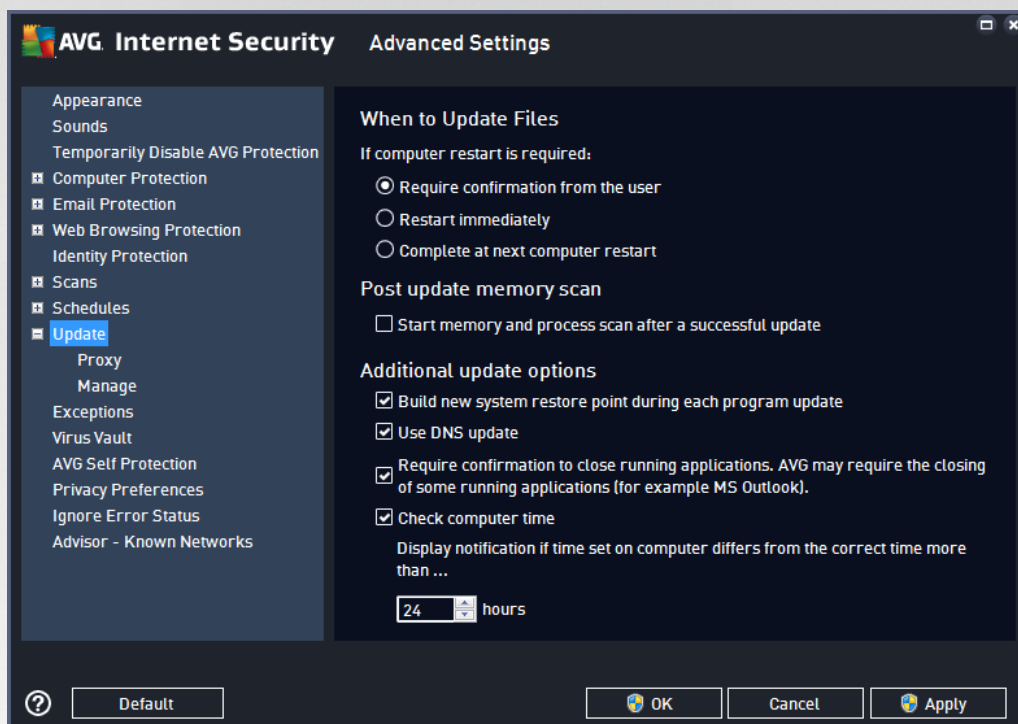 AVG. Internet Security Advanced Settings
Appearance
Sounds
Temporarily Disable AVG Protection
Computer Protection
Email Protection
Web Browsing Protection
Identity Protection
Scans
Schedules
Update
Proxy
Manage
Exceptions
Virus Vault
AVG Self Protection
Privacy Preferences
Ignore Error Status
Advisor - Known Networks
When to Update Files
If computer restart is required:
Require confirmation from the user
Restart immediately
Complete at next computer restart
Post update memory scan
Start memory and process scan after a successful update
Additional update options
Build new system restore point during each program update
Use DNS update
Require confirmation to close running applications. AVG may require the closing
of some running applications (for example MS Outlook).
Check computer time
Display notification if time set on computer differs from the correct time more
than ...
24 hours
? Default OK Cancel Apply